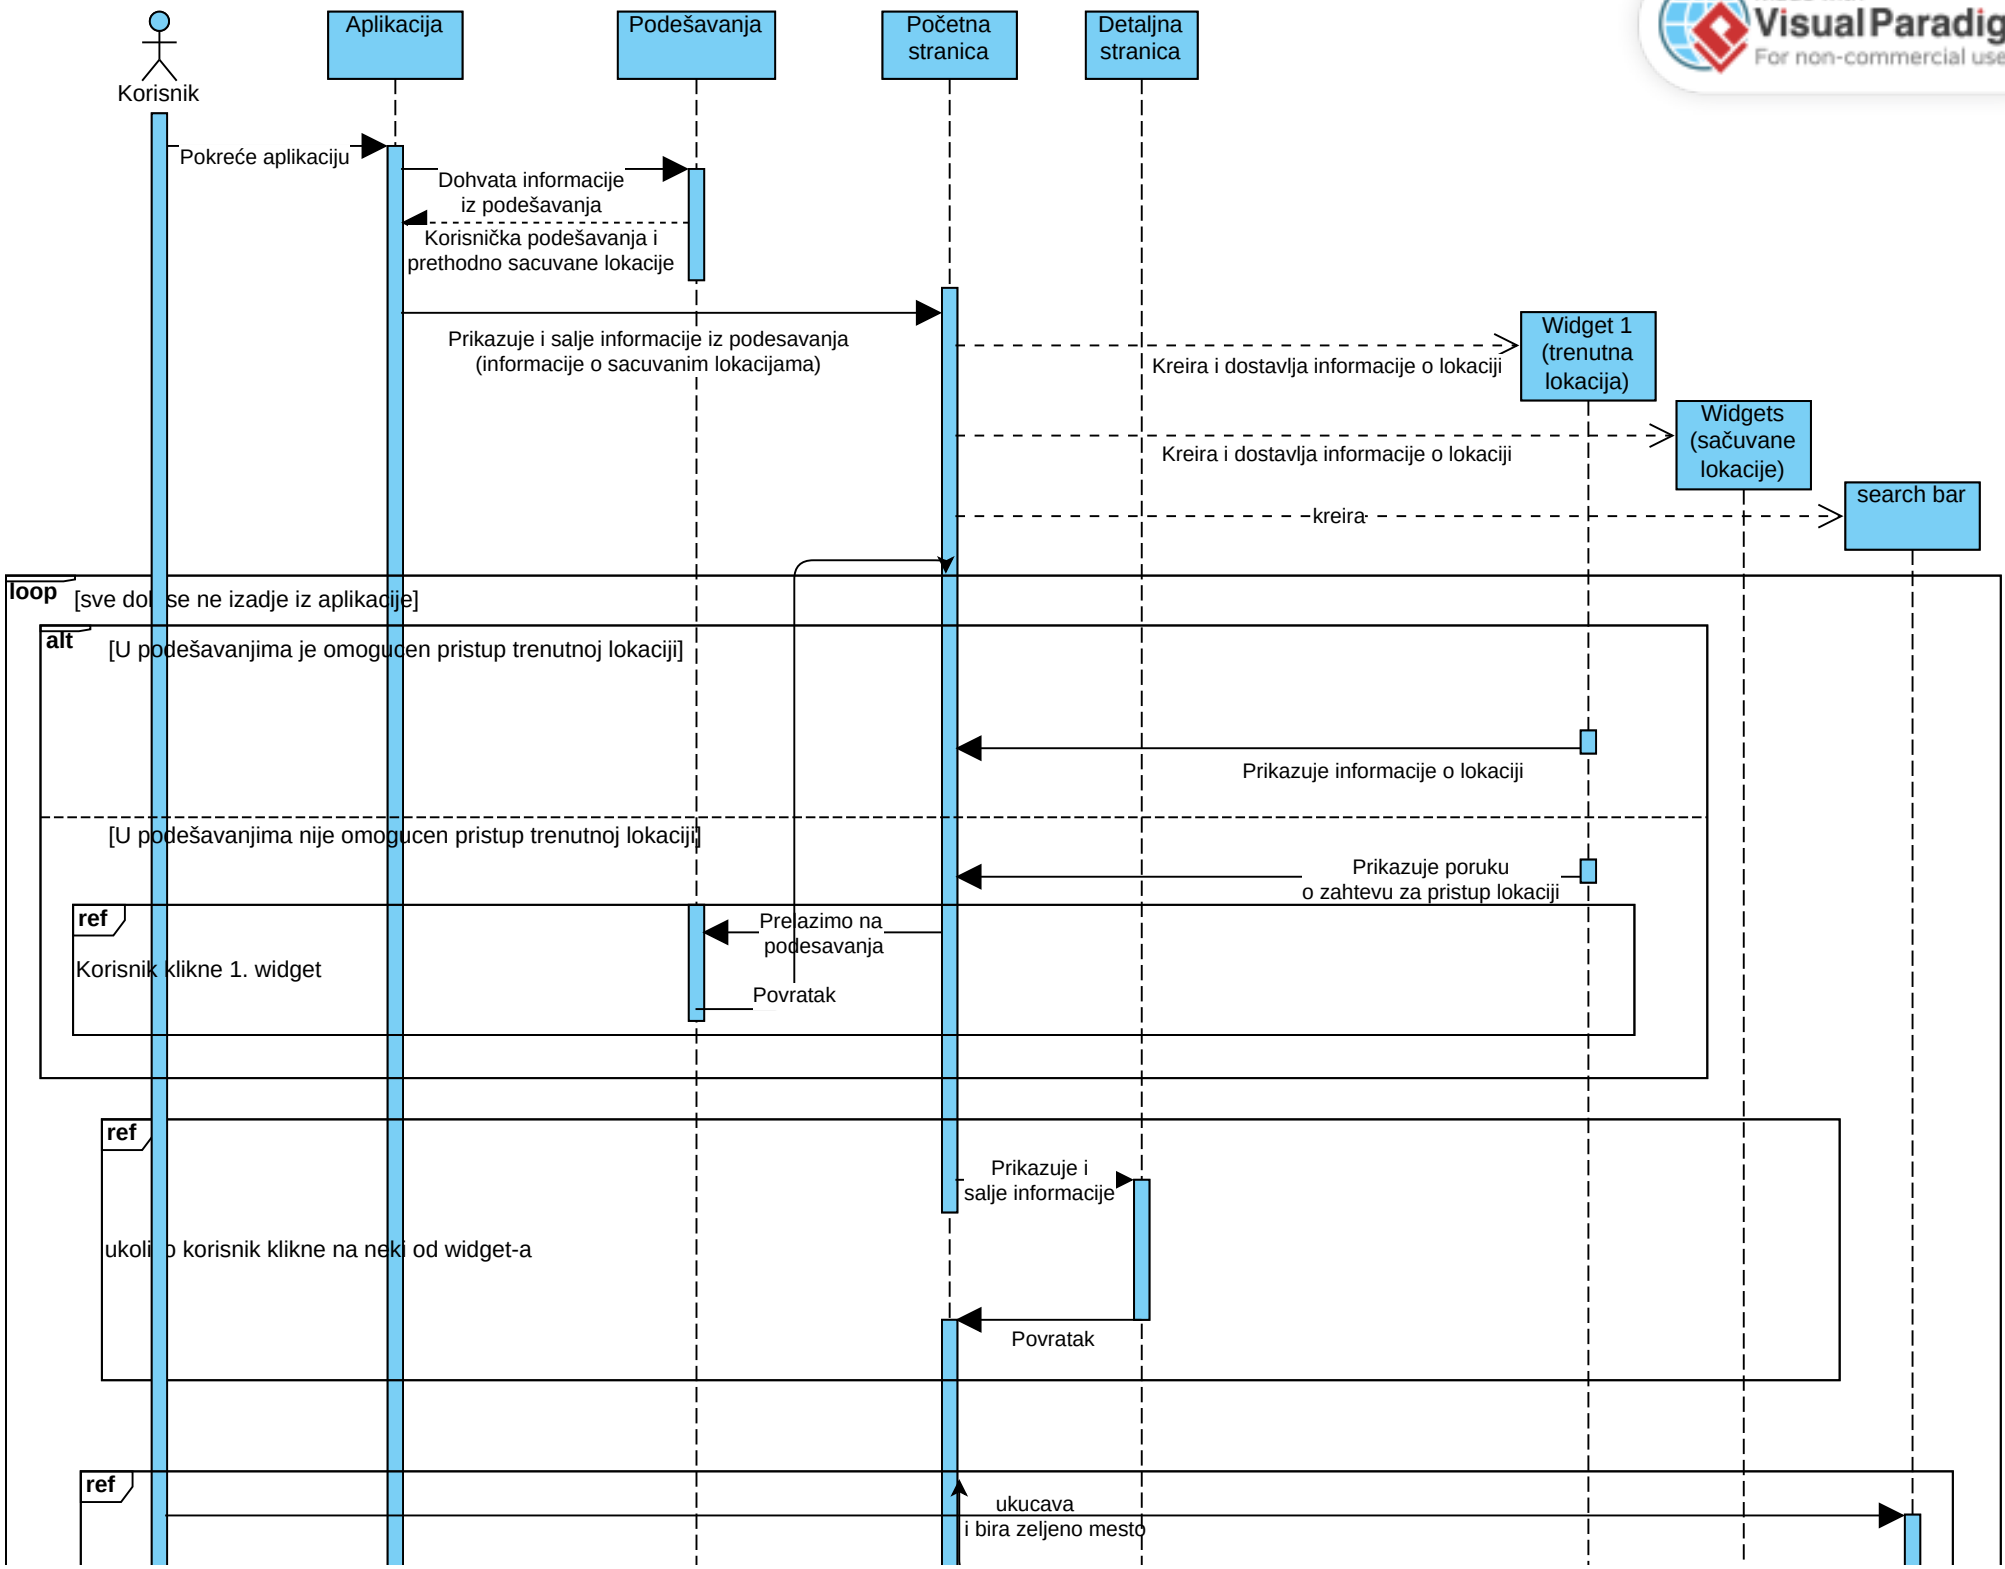 Aplikacija
Podešavanja
Početna
stranica
Detaljna
stranica
VisualParadig
For non-commercial use
Korisnik
Pokreće aplikaciju
Dohvata informacije
iz podešavanja
Korisnička podešavanja i
prethodno sacuvane lokacije
Prikazuje i salje informacije iz podesavanja
(informacije o sacuvanim lokacijama)
Widget 1
(trenutna
lokacija)
Kreira i dostavlja informacije o lokaciji
Widgets
(sačuvane
lokacije)
Kreira i dostavlja informacije o lokaciji
search bar
kreira
loop
[sve dok se ne izadje iz aplikacije]
alt
[U podešavanjima je omogucen pristup trenutnoj lokaciji]
Prikazuje informacije o lokaciji
[U podešavanjima nije omogucen pristup trenutnoj lokaciji]
Prikazuje poruku
o zahtevu za pristup lokaciji
ref
Prelazimo na
podesavanja
Korisnik klikne 1. widget
Povratak
ref
Prikazuje i
salje informacije
ukoliko korisnik klikne na neki od widget-a
Povratak
ref
ukucava
i bira zeljeno mesto